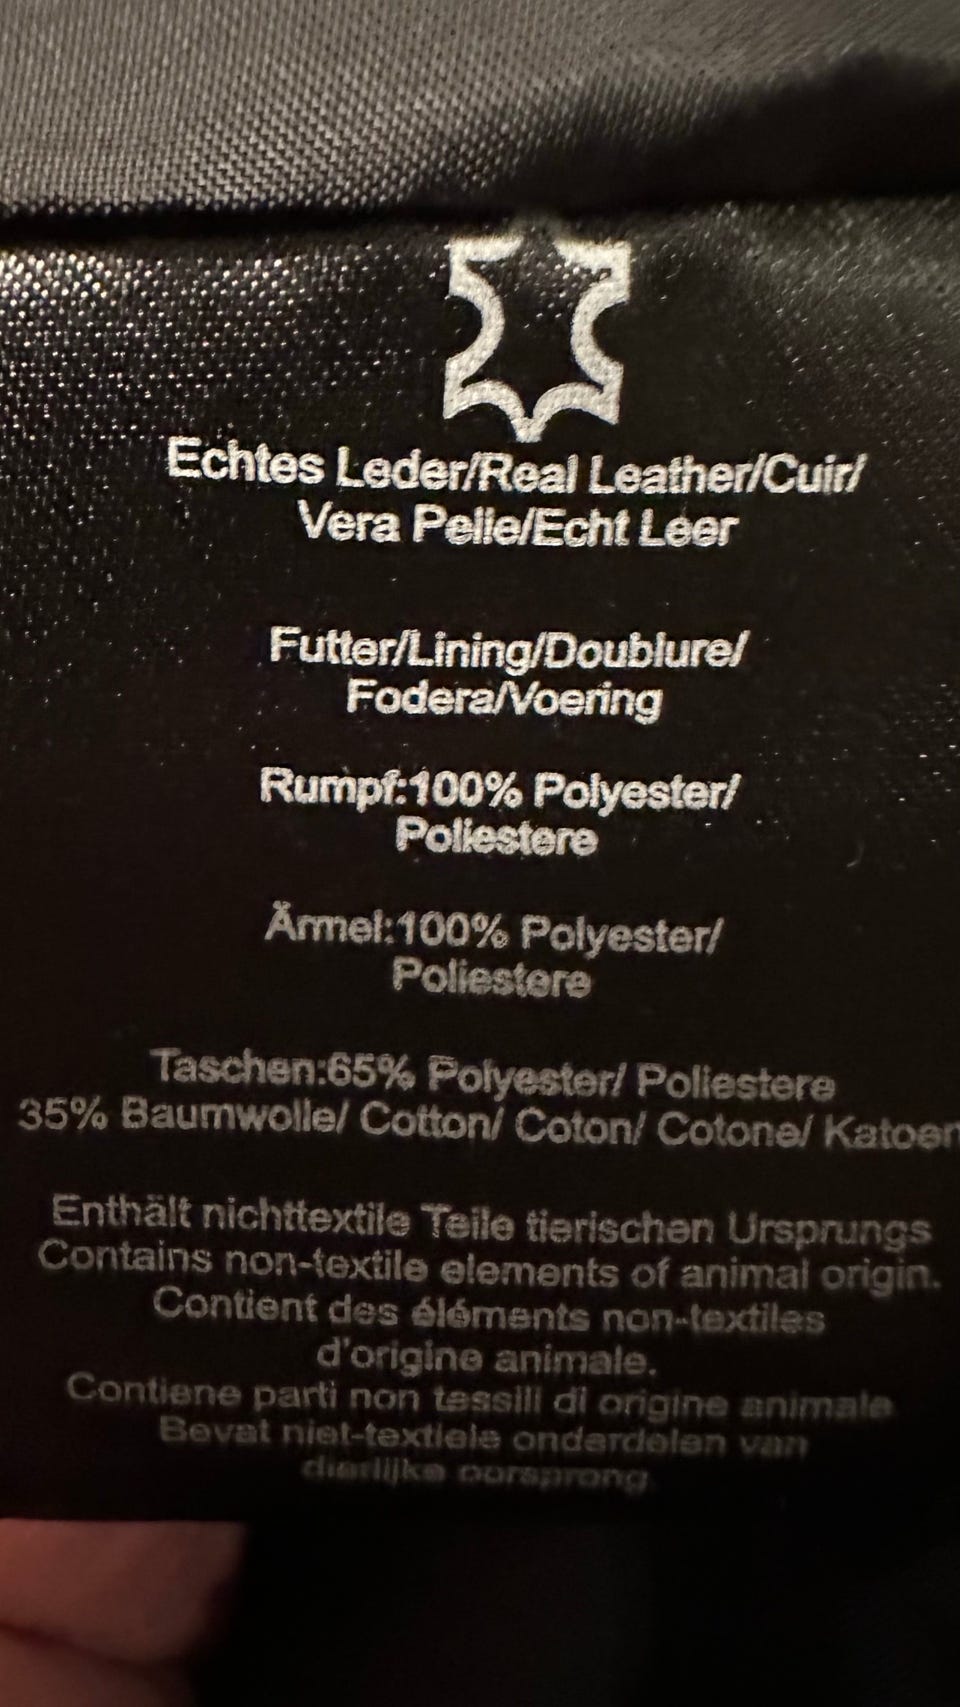 Echtes Leder/Real Leather/Cuir/
Vera Pelle/Echt Leer
Futter/Lining/Doublure/
Fodera/Voering
Rumpf:100% Polyester/
Poliestere
Ärmel:100% Polyester/
Poliestere
Taschen:65% Polyester/ Poliestere
35% Baumwolle/ Cotton/ Coton/ Cotone/ Katoen
Enthält nichttextile Teile tierischen Ursprungs
Contains non-textile elements of animal origin.
Contient des éléments non-textiles
d'origine animale.
Contiene parti non tessili di origine animale
Bevat niet-textiele onderdelen van
dierlijke oorsprong.